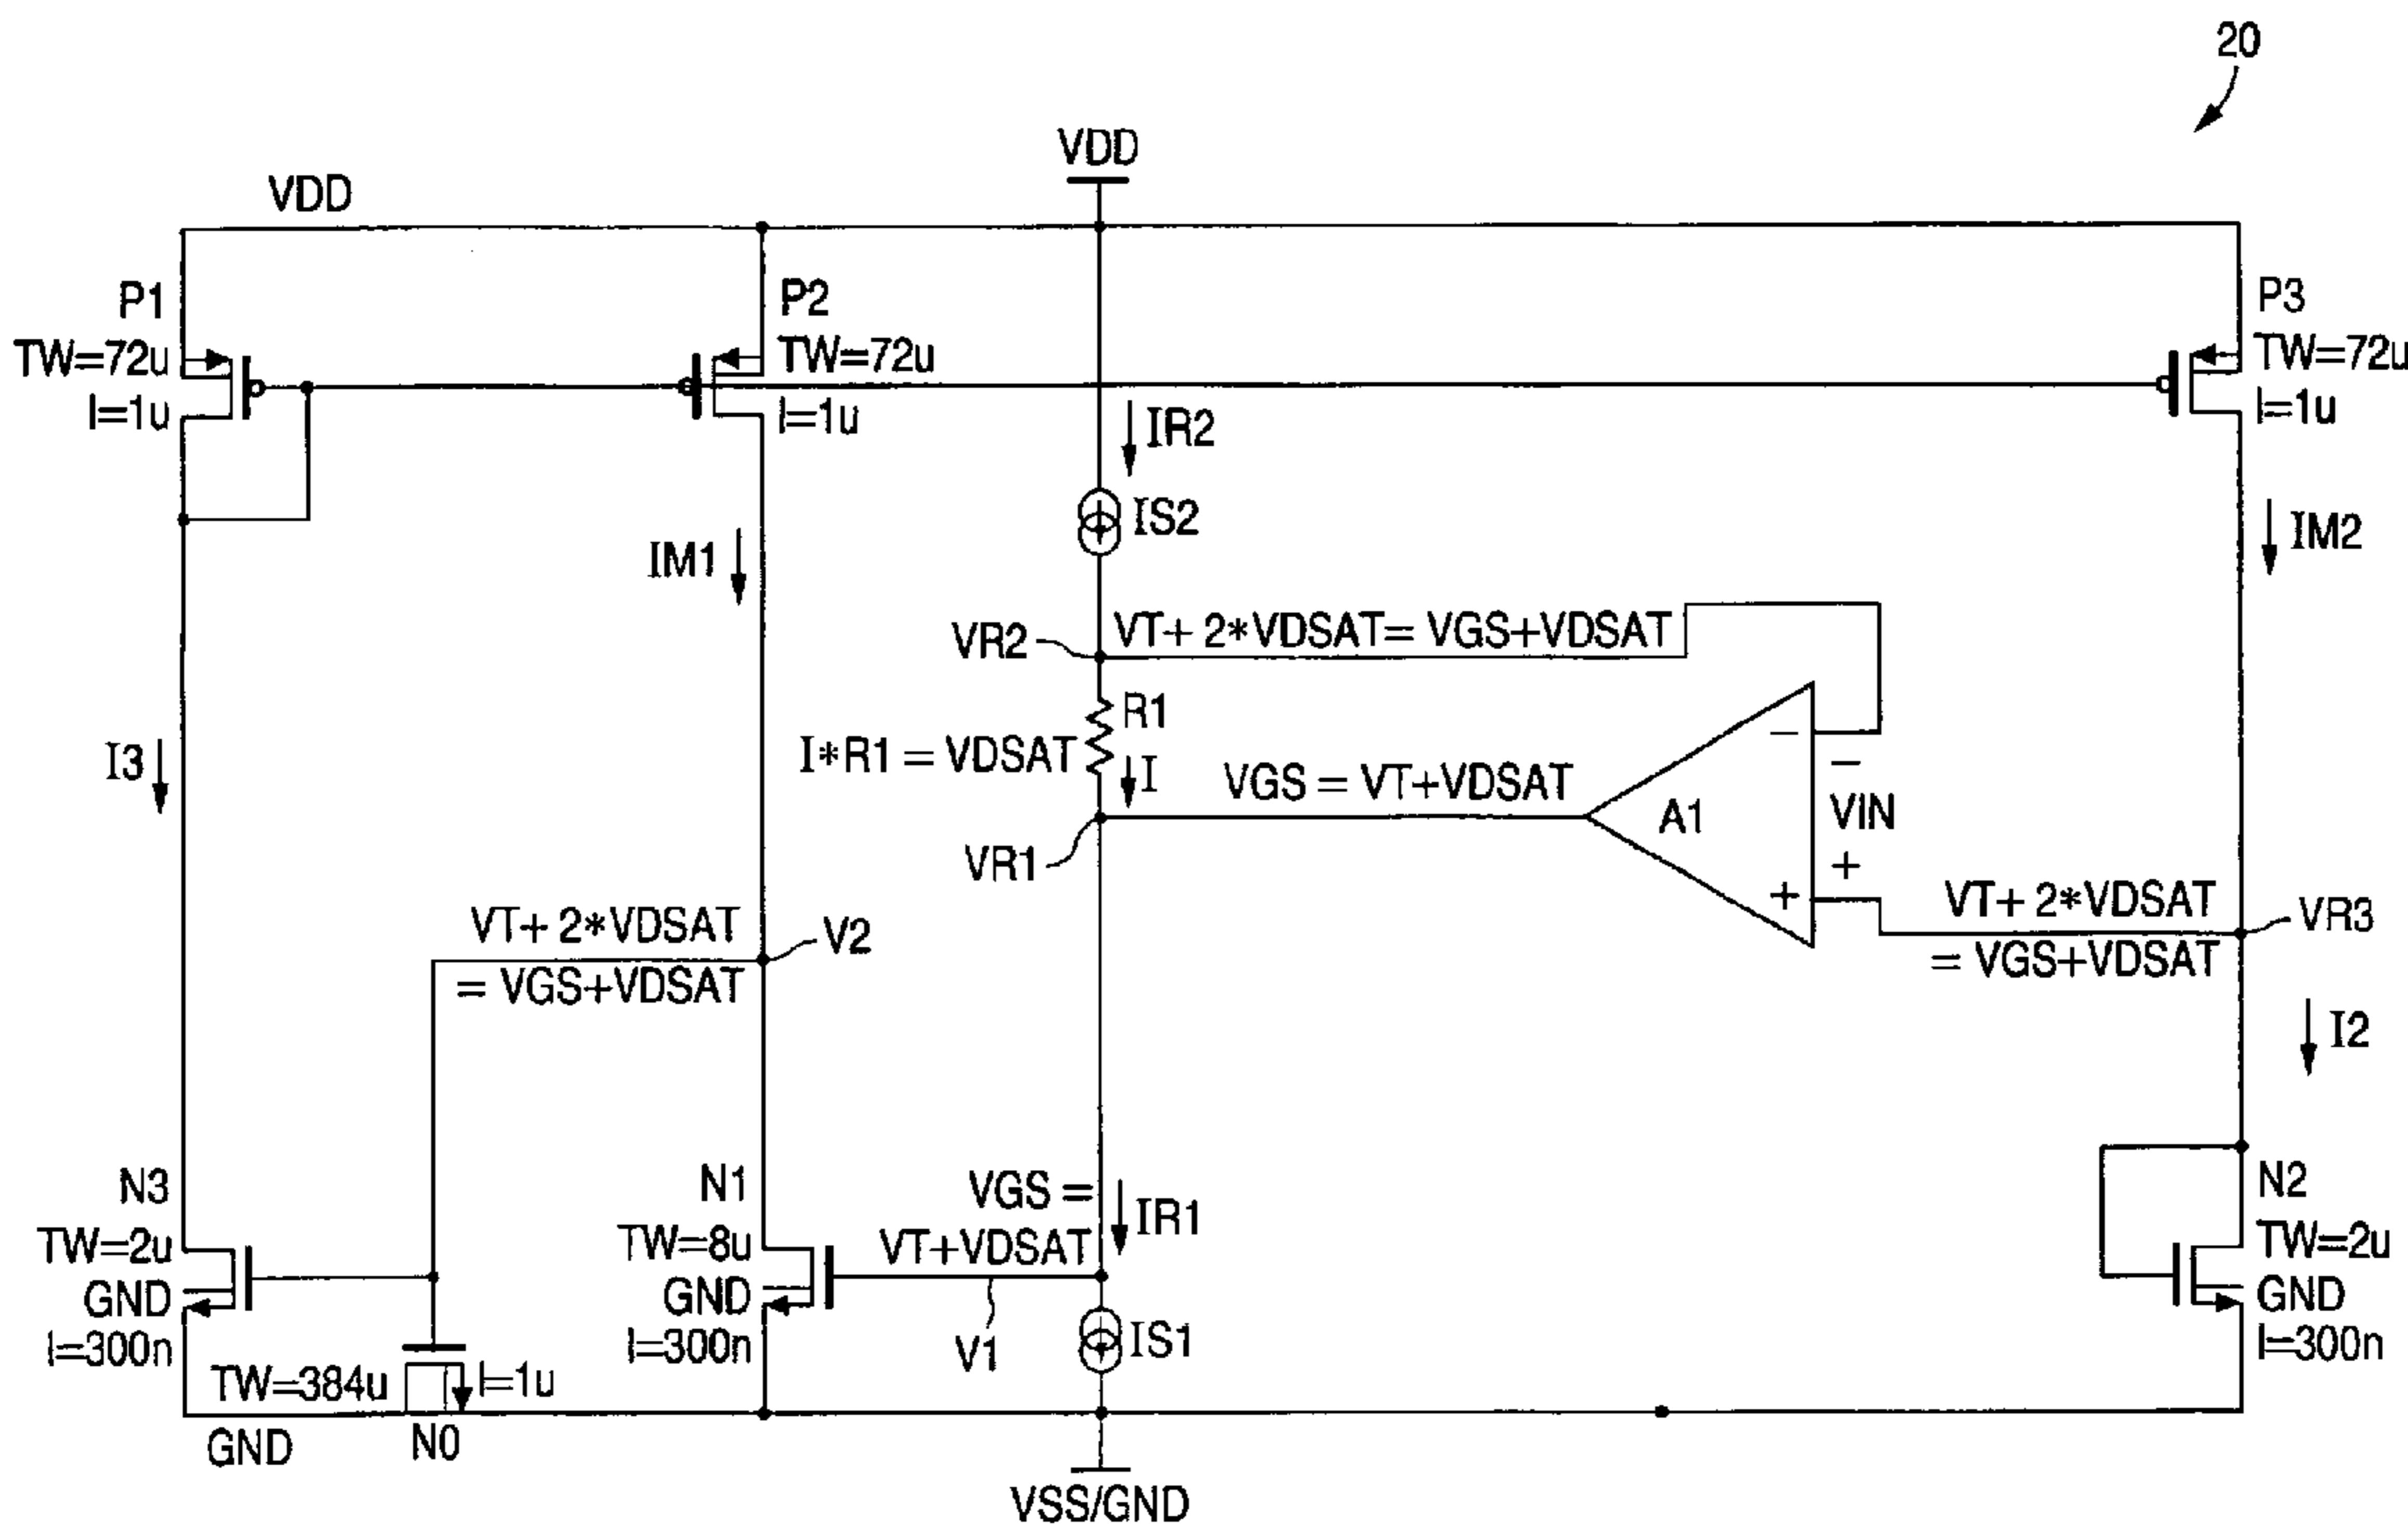 20
VDD
VDD
P1
TW=72u
l=1u
P2
TW=72u
l=1u
P3
TW=72u
l=1u
IR2
IS2
IM1
IM2
VR2
VT+ 2*VDSAT= VGS+VDSAT
R1
I*R1 = VDSAT
I
I3
VGS = VT+VDSAT
A1
−
−
VIN
+
+
VR1
VT+ 2*VDSAT
= VGS+VDSAT
VR3
VT+ 2*VDSAT
= VGS+VDSAT
V2
I2
N3
TW=2u
GND
l=300n
N1
TW=8u
GND
l=300n
VGS =
VT+VDSAT
IR1
V1
IS1
N2
TW=2u
GND
l=300n
TW=384u
l=1u
GND
N0
VSS/GND